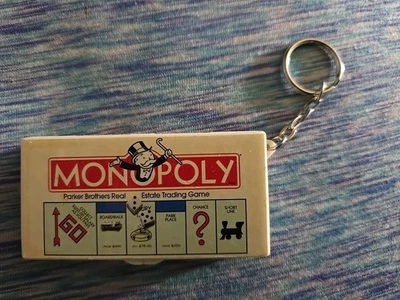 MONOPOLY
Parker Brothers Real Estate Trading Game
GO
BOARDWALK
PARK
PLACE
CHANCE
?
SHORT
LINE